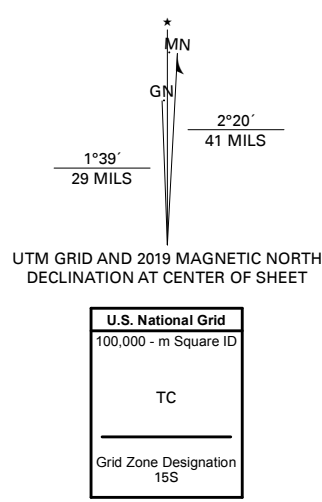 MN
GN
2°20´
41 MILS
1°39´
29 MILS
UTM GRID AND 2019 MAGNETIC NORTH
DECLINATION AT CENTER OF SHEET
U.S. National Grid
100,000 - m Square ID
TC
Grid Zone Designation
15S